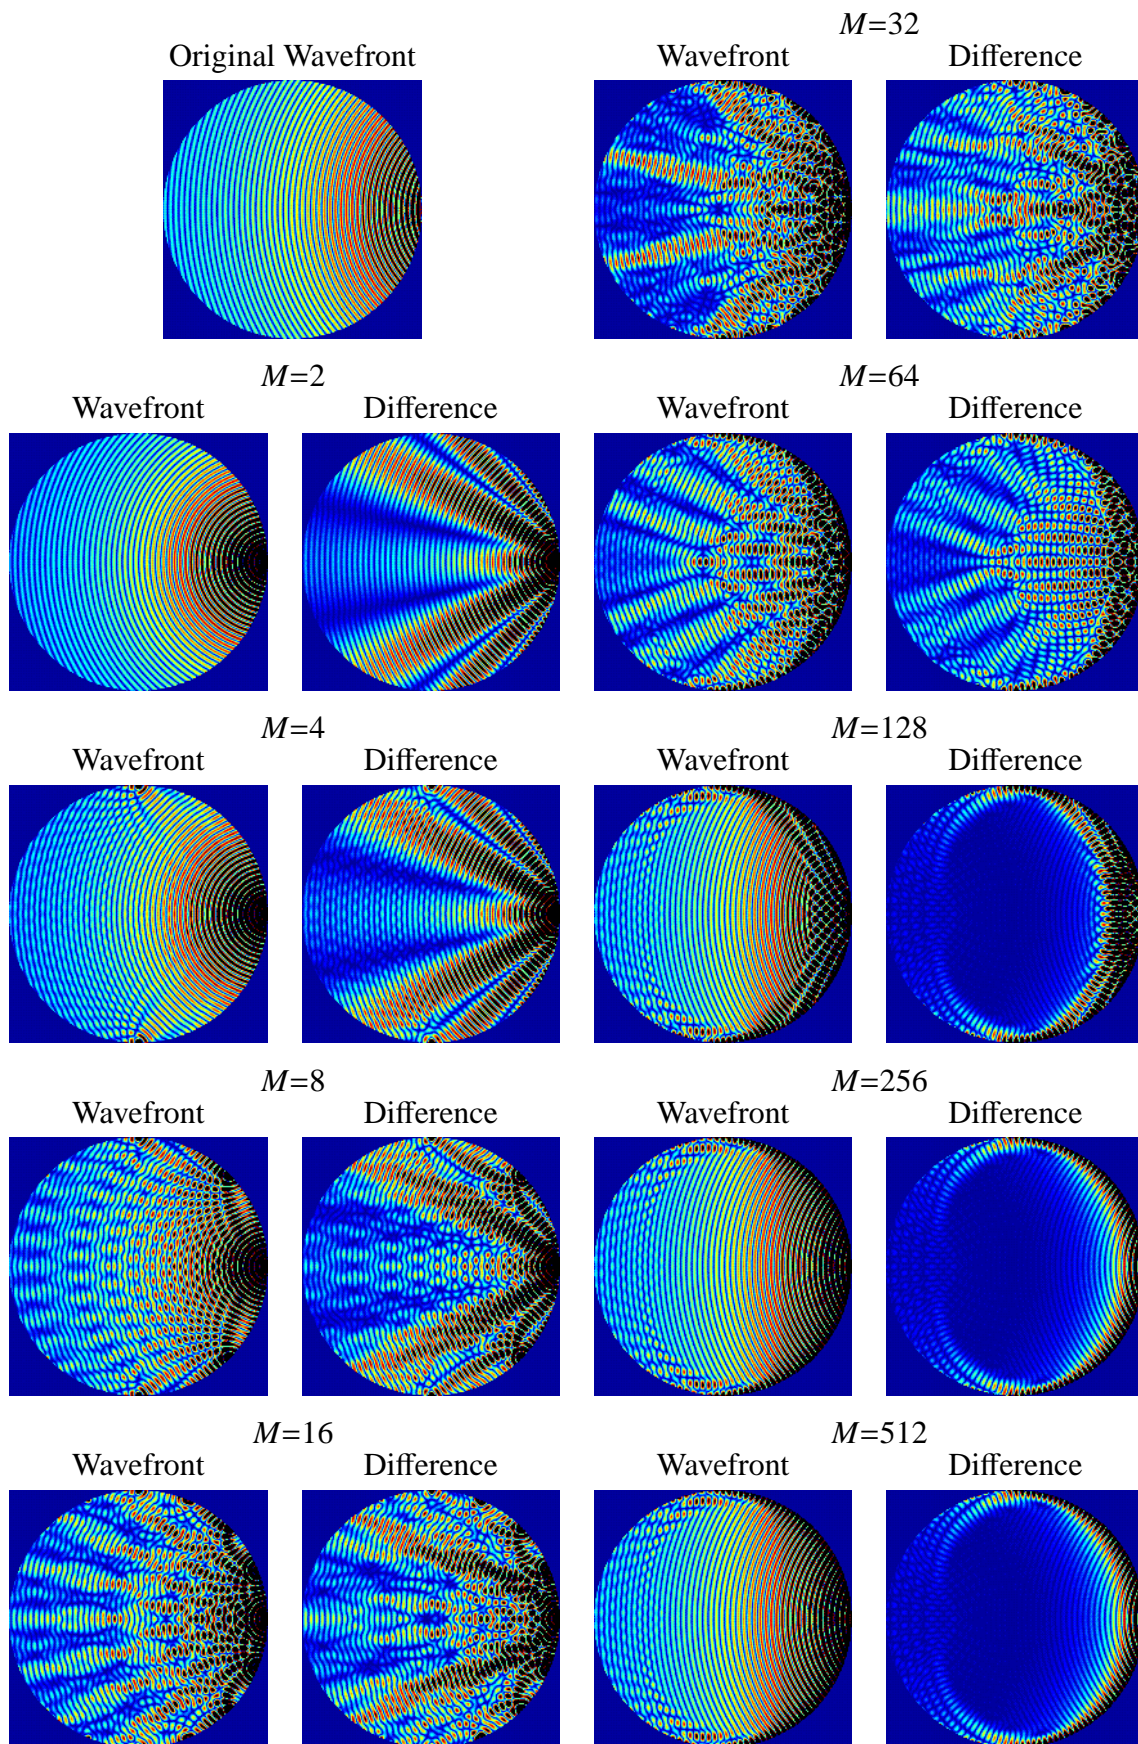 Original Wavefront
M=32
Wavefront Difference
M=2
Wavefront Difference
M=64
Wavefront Difference
M=4
Wavefront Difference
M=128
Wavefront Difference
M=8
Wavefront Difference
M=256
Wavefront Difference
M=16
Wavefront Difference
M=512
Wavefront Difference